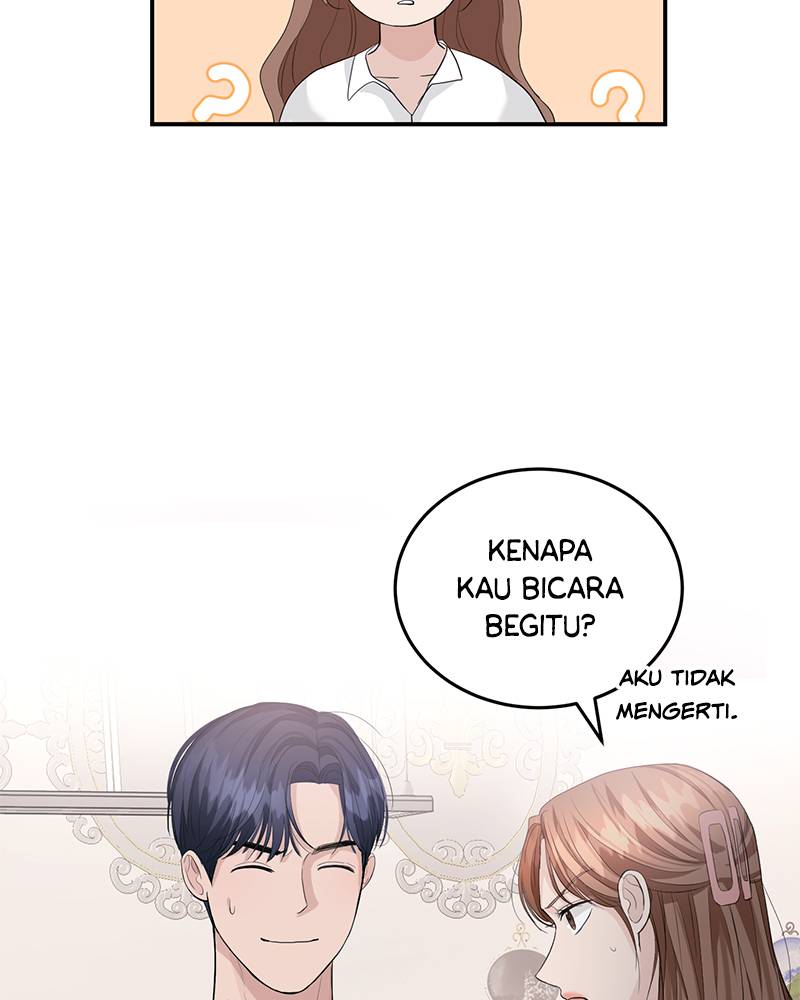 ?
?
KENAPA
KAU BICARA
BEGITU?
AKU TIDAK
MENGERTI.